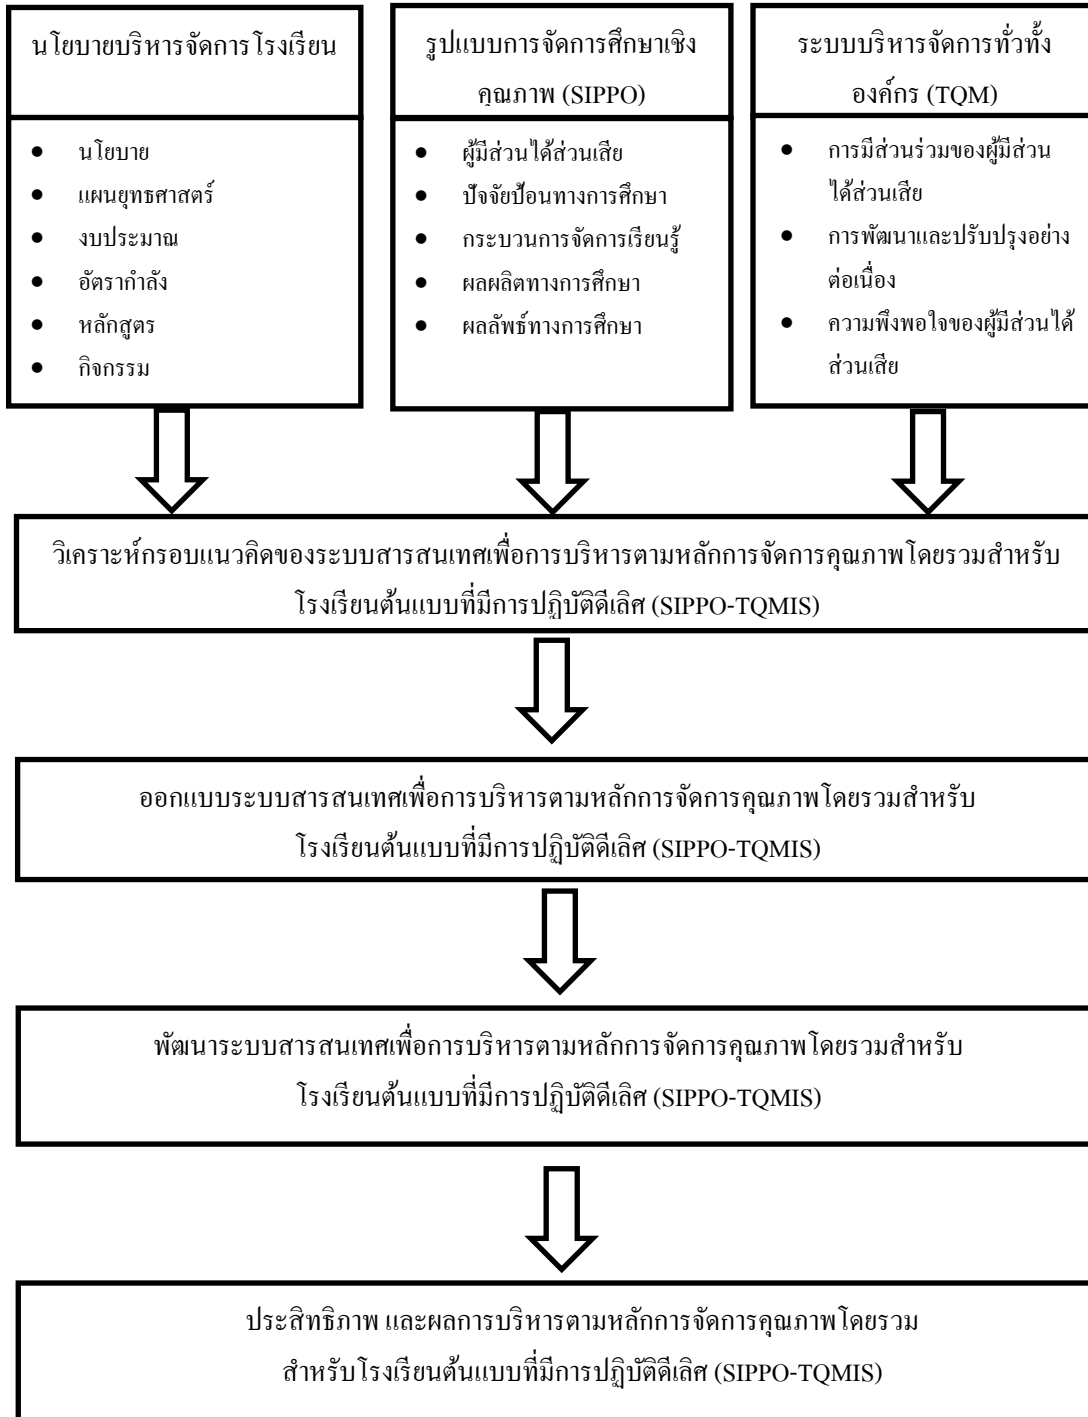 นโยบายบริหารจัดการโรงเรียน
รูปแบบการจัดการศึกษาเชิง
คุณภาพ (SIPPO)
ระบบบริหารจัดการทั่วทั้ง
องค์กร (TQM)
● นโยบาย
● แผนยุทธศาสตร์
● งบประมาณ
● อัตรากำลัง
● หลักสูตร
● กิจกรรม
● ผู้มีส่วนได้ส่วนเสีย
● ปัจจัยป้อนทางการศึกษา
● กระบวนการจัดการเรียนรู้
● ผลผลิตทางการศึกษา
● ผลลัพธ์ทางการศึกษา
● การมีส่วนร่วมของผู้มีส่วน
ได้ส่วนเสีย
● การพัฒนาและปรับปรุงอย่าง
ต่อเนื่อง
● ความพึงพอใจของผู้มีส่วนได้
ส่วนเสีย
วิเคราะห์กรอบแนวคิดของระบบสารสนเทศเพื่อการบริหารตามหลักการจัดการคุณภาพโดยรวมสำหรับ
โรงเรียนต้นแบบที่มีการปฏิบัติดีเลิศ (SIPPO-TQMIS)
ออกแบบระบบสารสนเทศเพื่อการบริหารตามหลักการจัดการคุณภาพโดยรวมสำหรับ
โรงเรียนต้นแบบที่มีการปฏิบัติดีเลิศ (SIPPO-TQMIS)
พัฒนาระบบสารสนเทศเพื่อการบริหารตามหลักการจัดการคุณภาพโดยรวมสำหรับ
โรงเรียนต้นแบบที่มีการปฏิบัติดีเลิศ (SIPPO-TQMIS)
ประสิทธิภาพ และผลการบริหารตามหลักการจัดการคุณภาพโดยรวม
สำหรับโรงเรียนต้นแบบที่มีการปฏิบัติดีเลิศ (SIPPO-TQMIS)